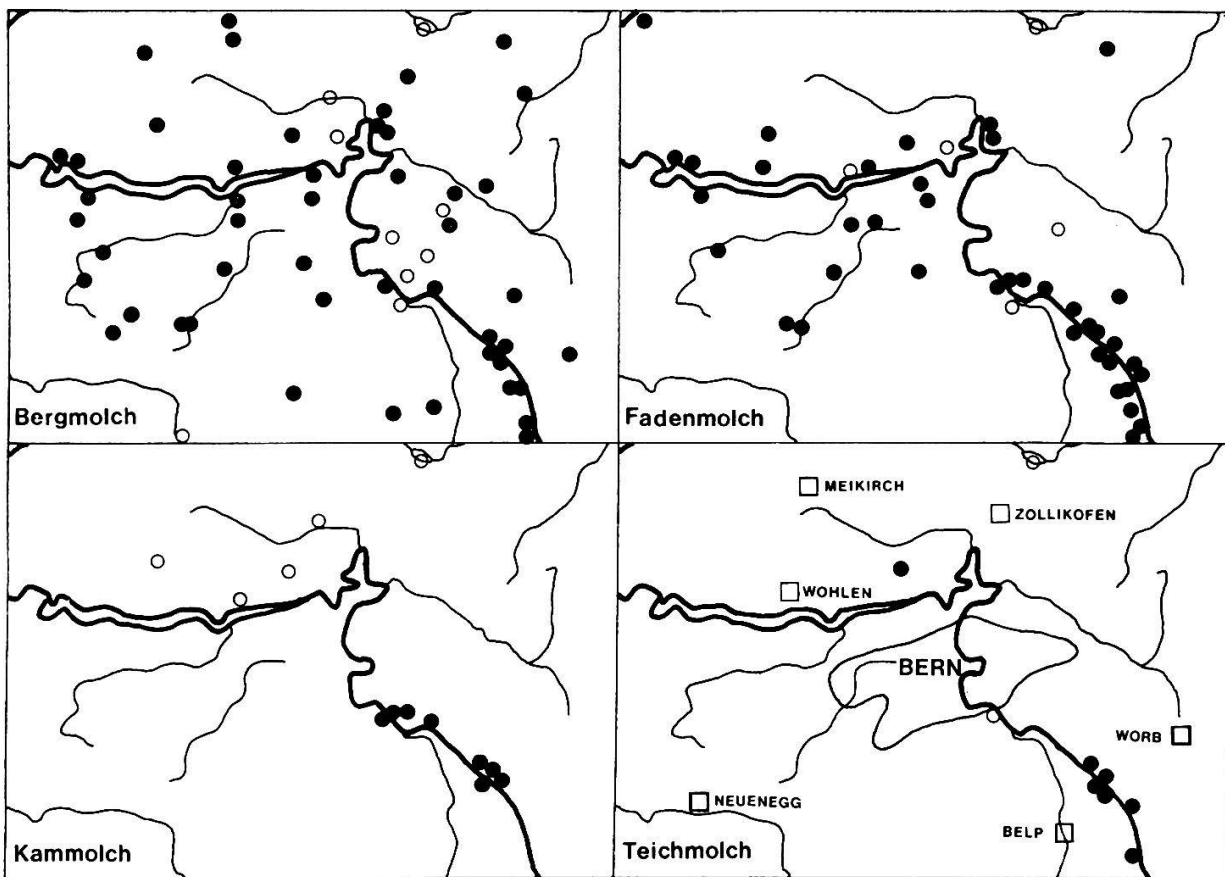 Bergmolch
Fadenmolch
Kammolch
MEIKIRCH
ZOLLIKOFEN
WOHLEN
BERN
WORB
NEUENEGG
BELP
Teichmolch